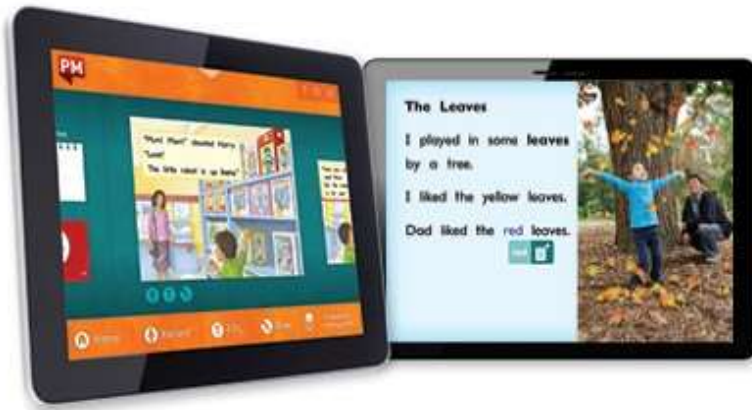 PM
"Mum! Mum!" shouted Harry.
"Look!
The little robot is up here."
The Leaves
I played in some leaves
by a tree.
I liked the yellow leaves.
Dad liked the red leaves.
red